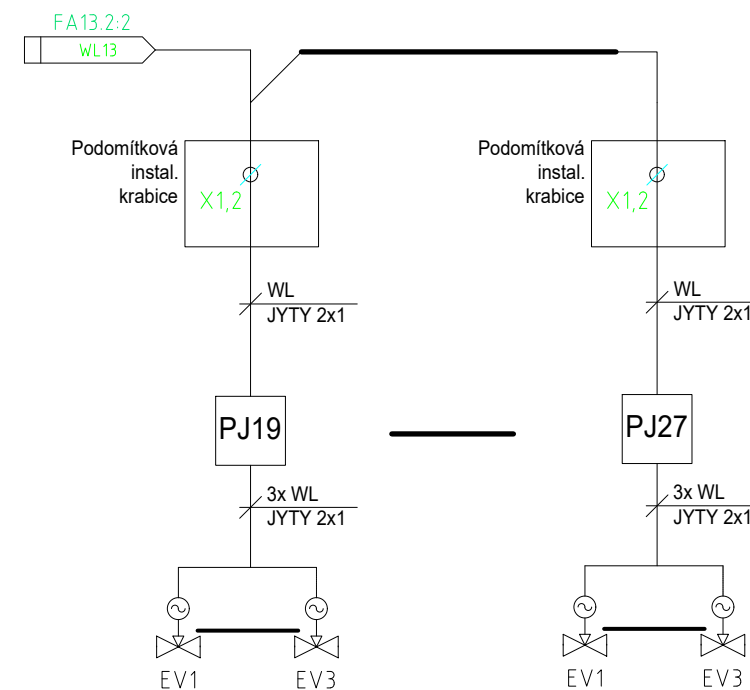 FA13.2:2
WL13
Podomítková
instal.
krabice
X1,2
Podomítková
instal.
krabice
X1,2
WL
JYTY 2x1
WL
JYTY 2x1
PJ19
PJ27
3x WL
JYTY 2x1
3x WL
JYTY 2x1
EV1
EV3
EV1
EV3